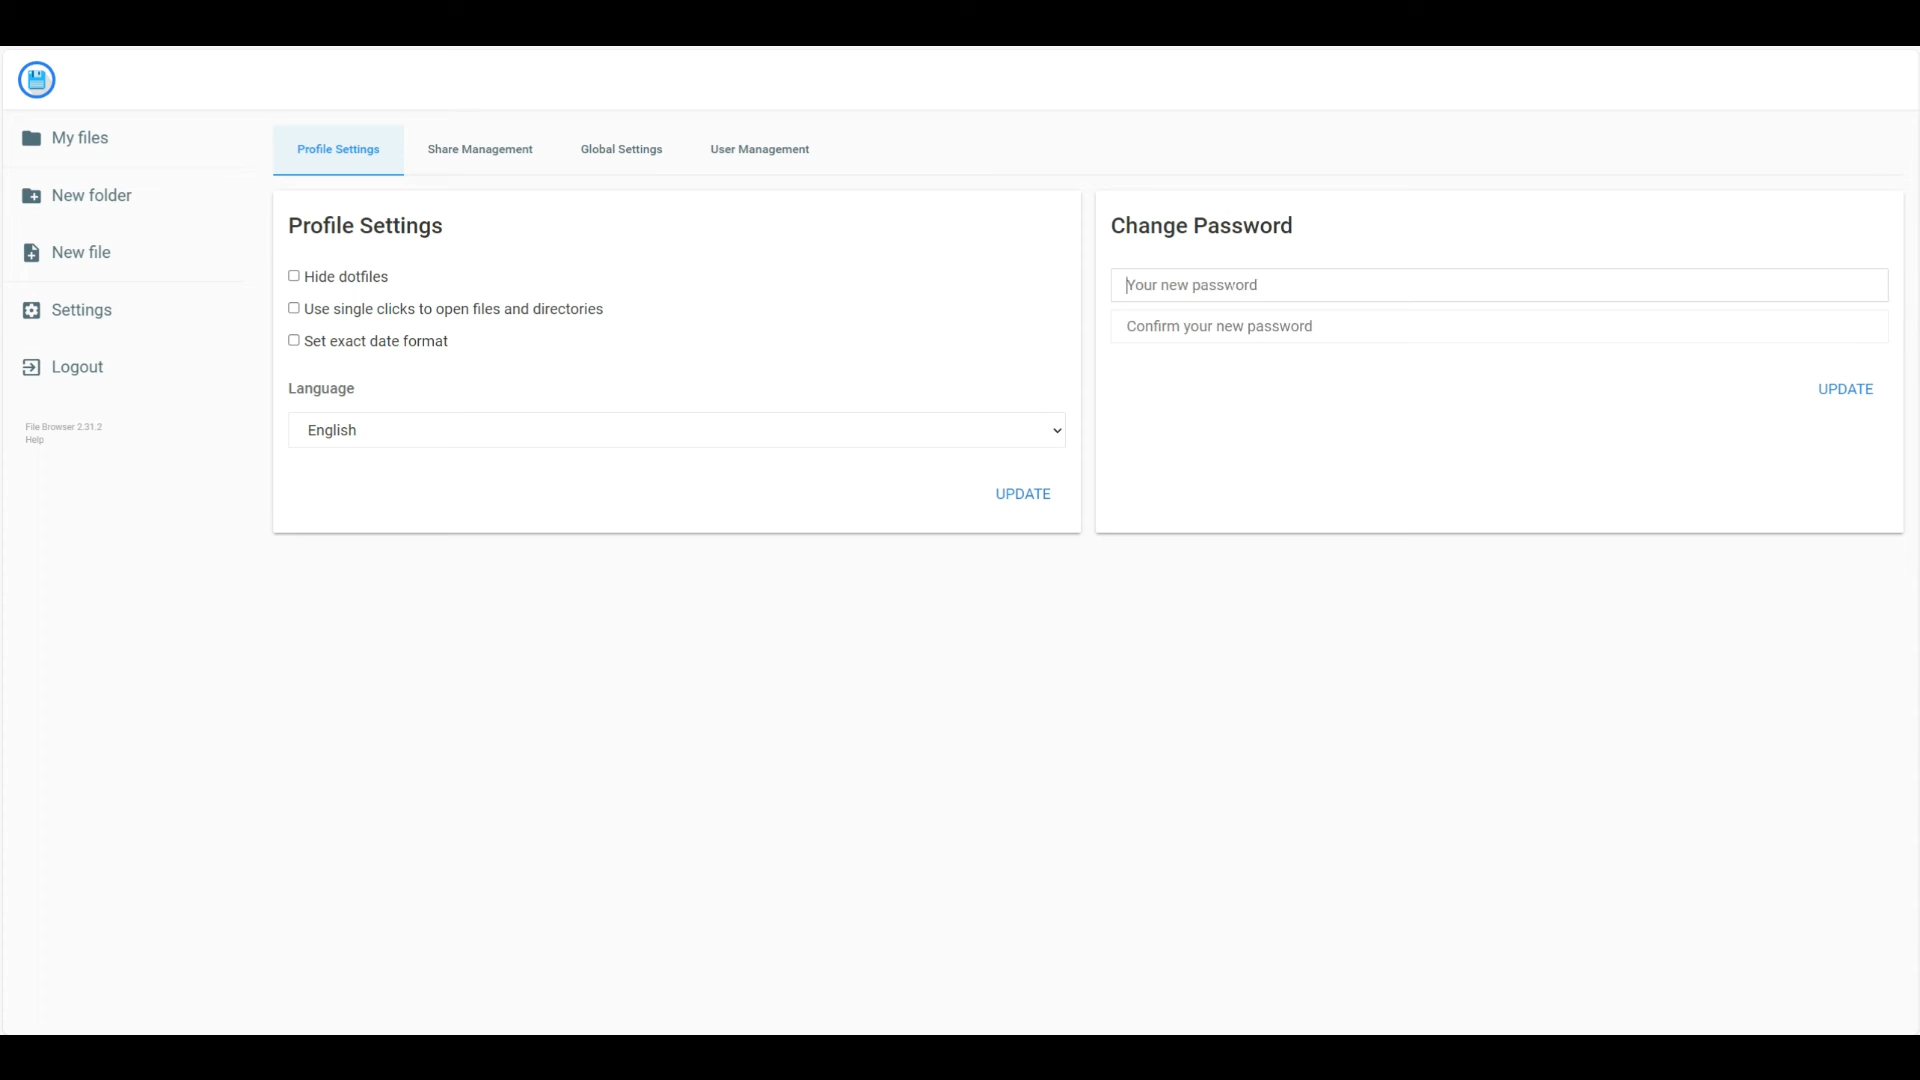 My files
New folder
New file
Settings
Logout
File Browser 2.31.2
Help
Profile Settings
Share Management
Global Settings
User Management
Profile Settings
Hide dotfiles
Use single clicks to open files and directories
Set exact date format
Language
English
UPDATE
Change Password
Your new password
Confirm your new password
UPDATE